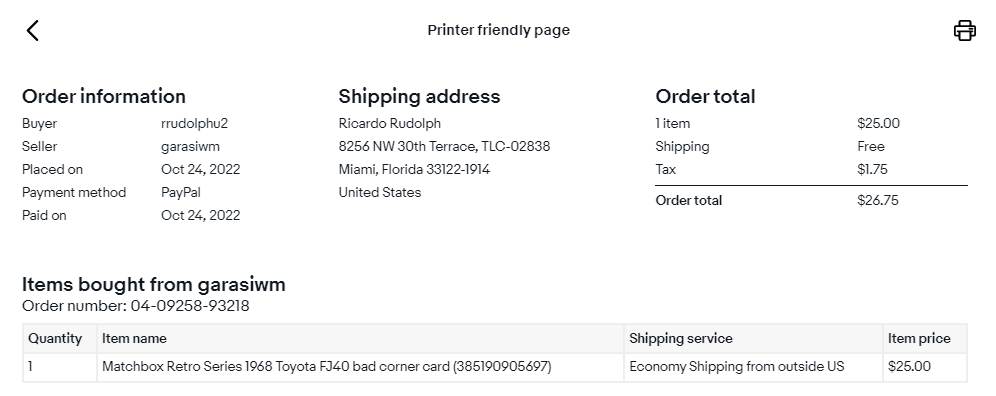 Printer friendly page
Order information
Buyer rrudolphu2
Seller garasiwm
Placed on Oct 24, 2022
Payment method PayPal
Paid on Oct 24, 2022
Shipping address
Ricardo Rudolph
8256 NW 30th Terrace, TLC-02838
Miami, Florida 33122-1914
United States
Order total
1 item $25.00
Shipping Free
Tax $1.75
Order total $26.75
Items bought from garasiwm
Order number: 04-09258-93218
Quantity Item name Shipping service Item price
1 Matchbox Retro Series 1968 Toyota FJ40 bad corner card (385190905697) Economy Shipping from outside US $25.00